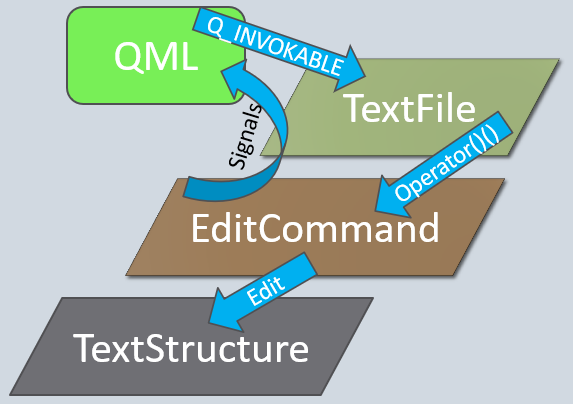 QML
Q_INVOKABLE
TextFile
Signals
Operator()()
EditCommand
Edit
TextStructure